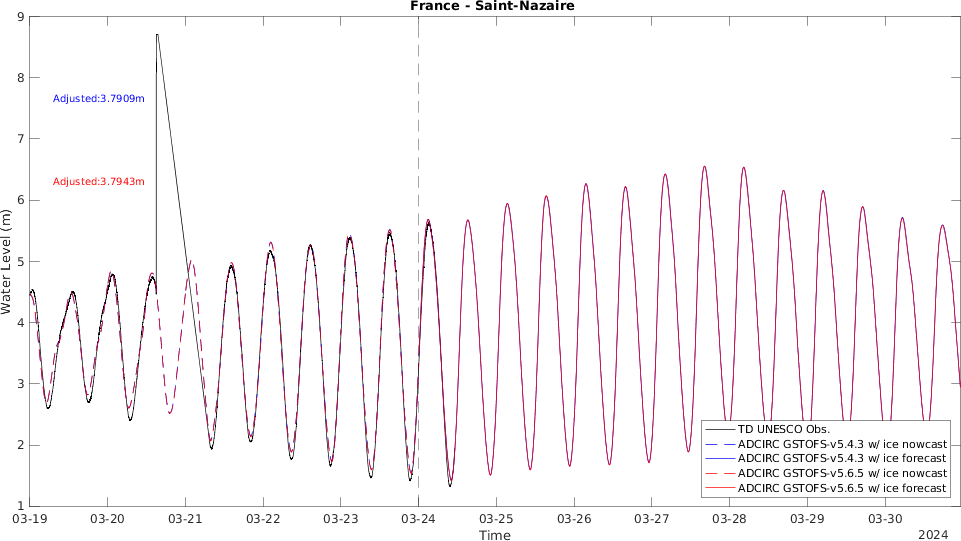 France - Saint-Nazaire
9
8
7
6
5
4
3
2
1
Water Level (m)
Adjusted:3.7909m
Adjusted:3.7943m
TD UNESCO Obs.
ADCIRC GSTOFS-v5.4.3 w/ ice nowcast
ADCIRC GSTOFS-v5.4.3 w/ ice forecast
ADCIRC GSTOFS-v5.6.5 w/ ice nowcast
ADCIRC GSTOFS-v5.6.5 w/ ice forecast
03-19 03-20 03-21 03-22 03-23 03-24 03-25 03-26 03-27 03-28 03-29 03-30
Time
2024